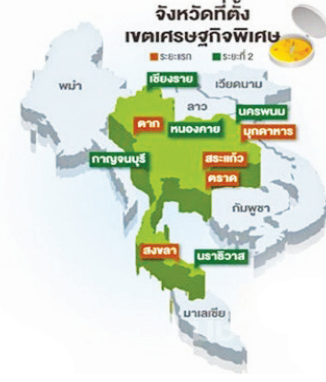 จังหวัดที่ตั้ง
เขตเศรษฐกิจพิเศษ
ระยะแรก ระยะที่ 2
เชียงราย เวียดนาม
พม่า
ลาว
นครพนม
ตาก หนองคาย มุกดาหาร
กาญจนบุรี สระแก้ว
ตราด
กัมพูชา
สงขลา นราธิวาส
มาเลเซีย